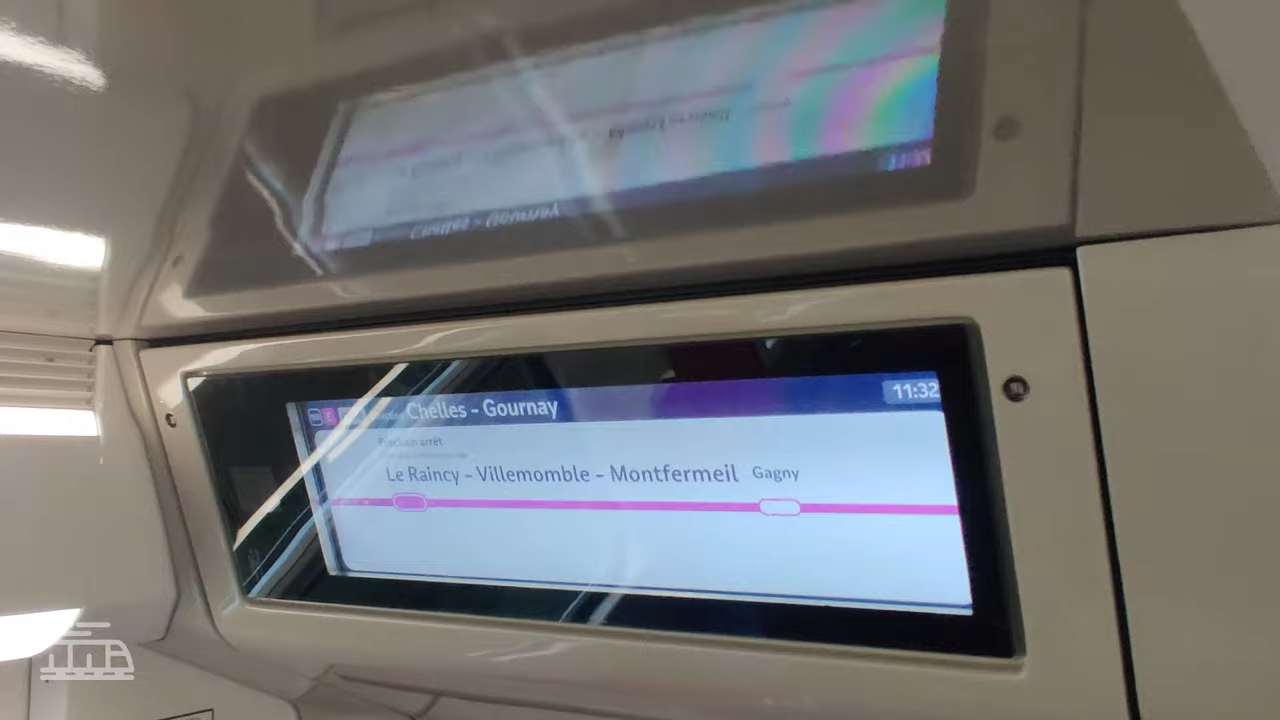 Chelles - Gournay
11:32
Prochain arrêt
Le Raincy - Villemomble - Montfermeil
Gagny